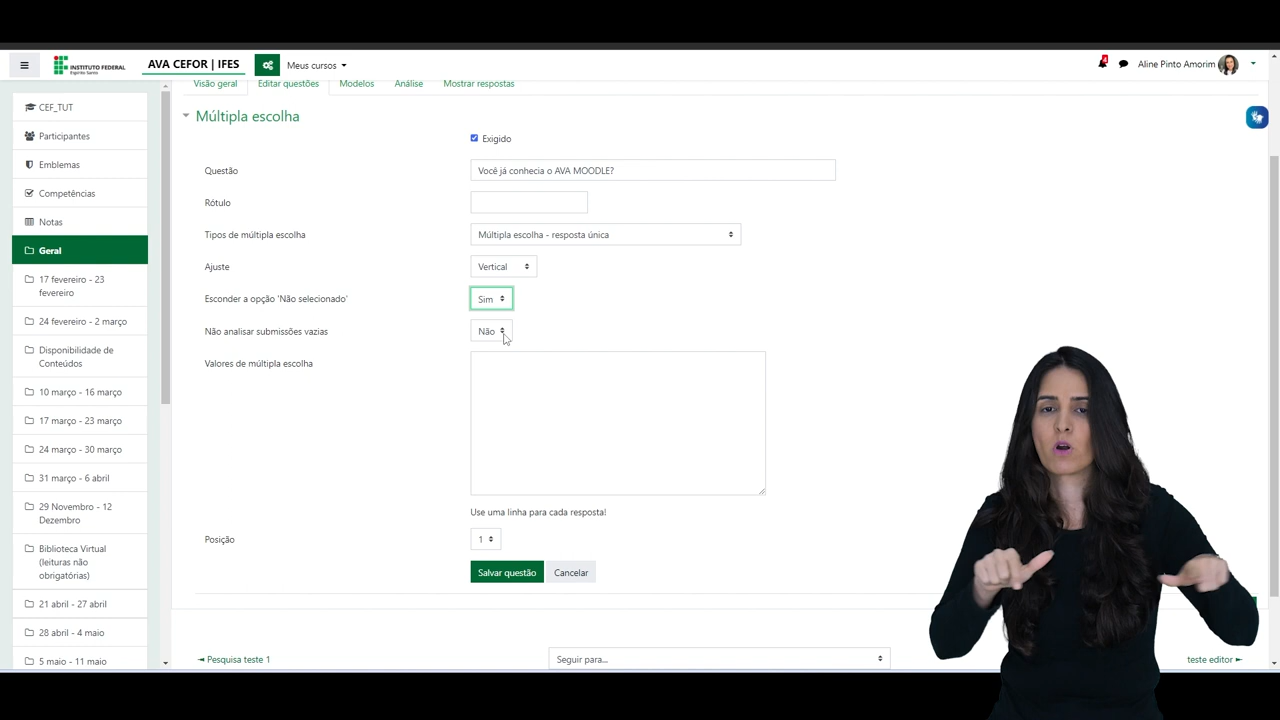 INSTITUTO FEDERAL
Espírito Santo
AVA CEFOR | IFES
Meus cursos
Aline Pinto Amorim
CEF_TUT
Participantes
Emblemas
Competências
Notas
Geral
17 fevereiro - 23
fevereiro
24 fevereiro - 2 março
Disponibilidade de
Conteúdos
10 março - 16 março
17 março - 23 março
24 março - 30 março
31 março - 6 abril
29 Novembro - 12
Dezembro
Biblioteca Virtual
(leituras não
obrigatórias)
21 abril - 27 abril
28 abril - 4 maio
5 maio - 11 maio
Visão geral
Editar questões
Modelos
Análise
Mostrar respostas
Múltipla escolha
Exigido
Questão
Você já conhecia o AVA MOODLE?
Rótulo
Tipos de múltipla escolha
Múltipla escolha - resposta única
Ajuste
Vertical
Esconder a opção 'Não selecionado'
Sim
Não analisar submissões vazias
Não
Valores de múltipla escolha
Use uma linha para cada resposta!
Posição
1
Salvar questão
Cancelar
◄ Pesquisa teste 1
Seguir para...
teste editor ►